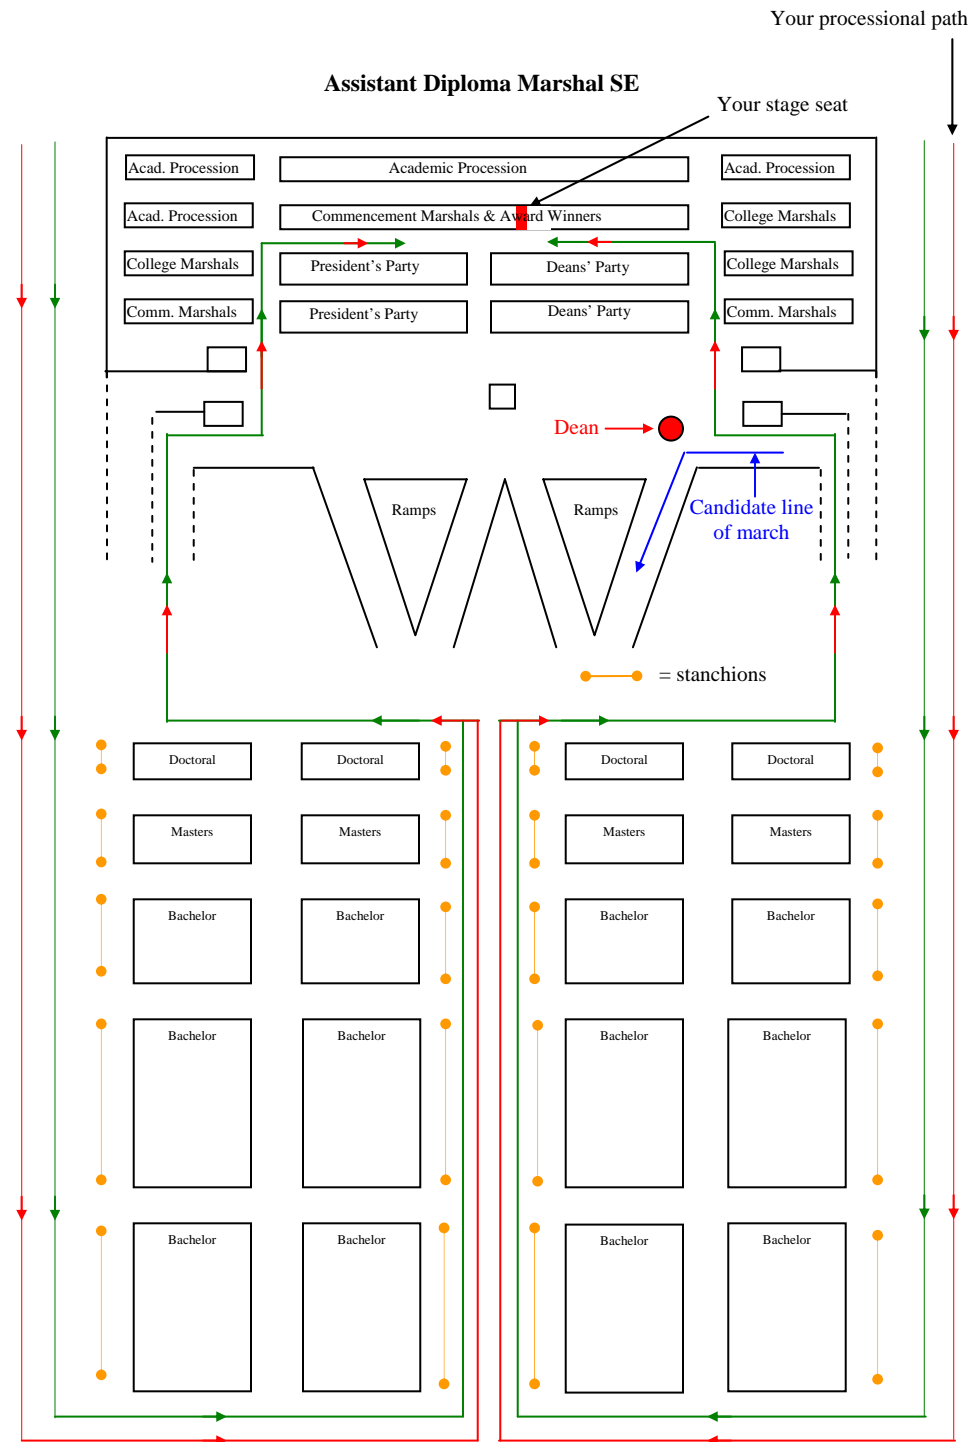 Your processional path
Assistant Diploma Marshal SE
Your stage seat
Acad. Procession
Academic Procession
Acad. Procession
Acad. Procession
Commencement Marshals & Award Winners
College Marshals
College Marshals
President's Party
Deans' Party
College Marshals
Comm. Marshals
President's Party
Deans' Party
Comm. Marshals
Dean
Ramps
Ramps
Candidate line
of march
= stanchions
Doctoral
Doctoral
Doctoral
Doctoral
Masters
Masters
Masters
Masters
Bachelor
Bachelor
Bachelor
Bachelor
Bachelor
Bachelor
Bachelor
Bachelor
Bachelor
Bachelor
Bachelor
Bachelor